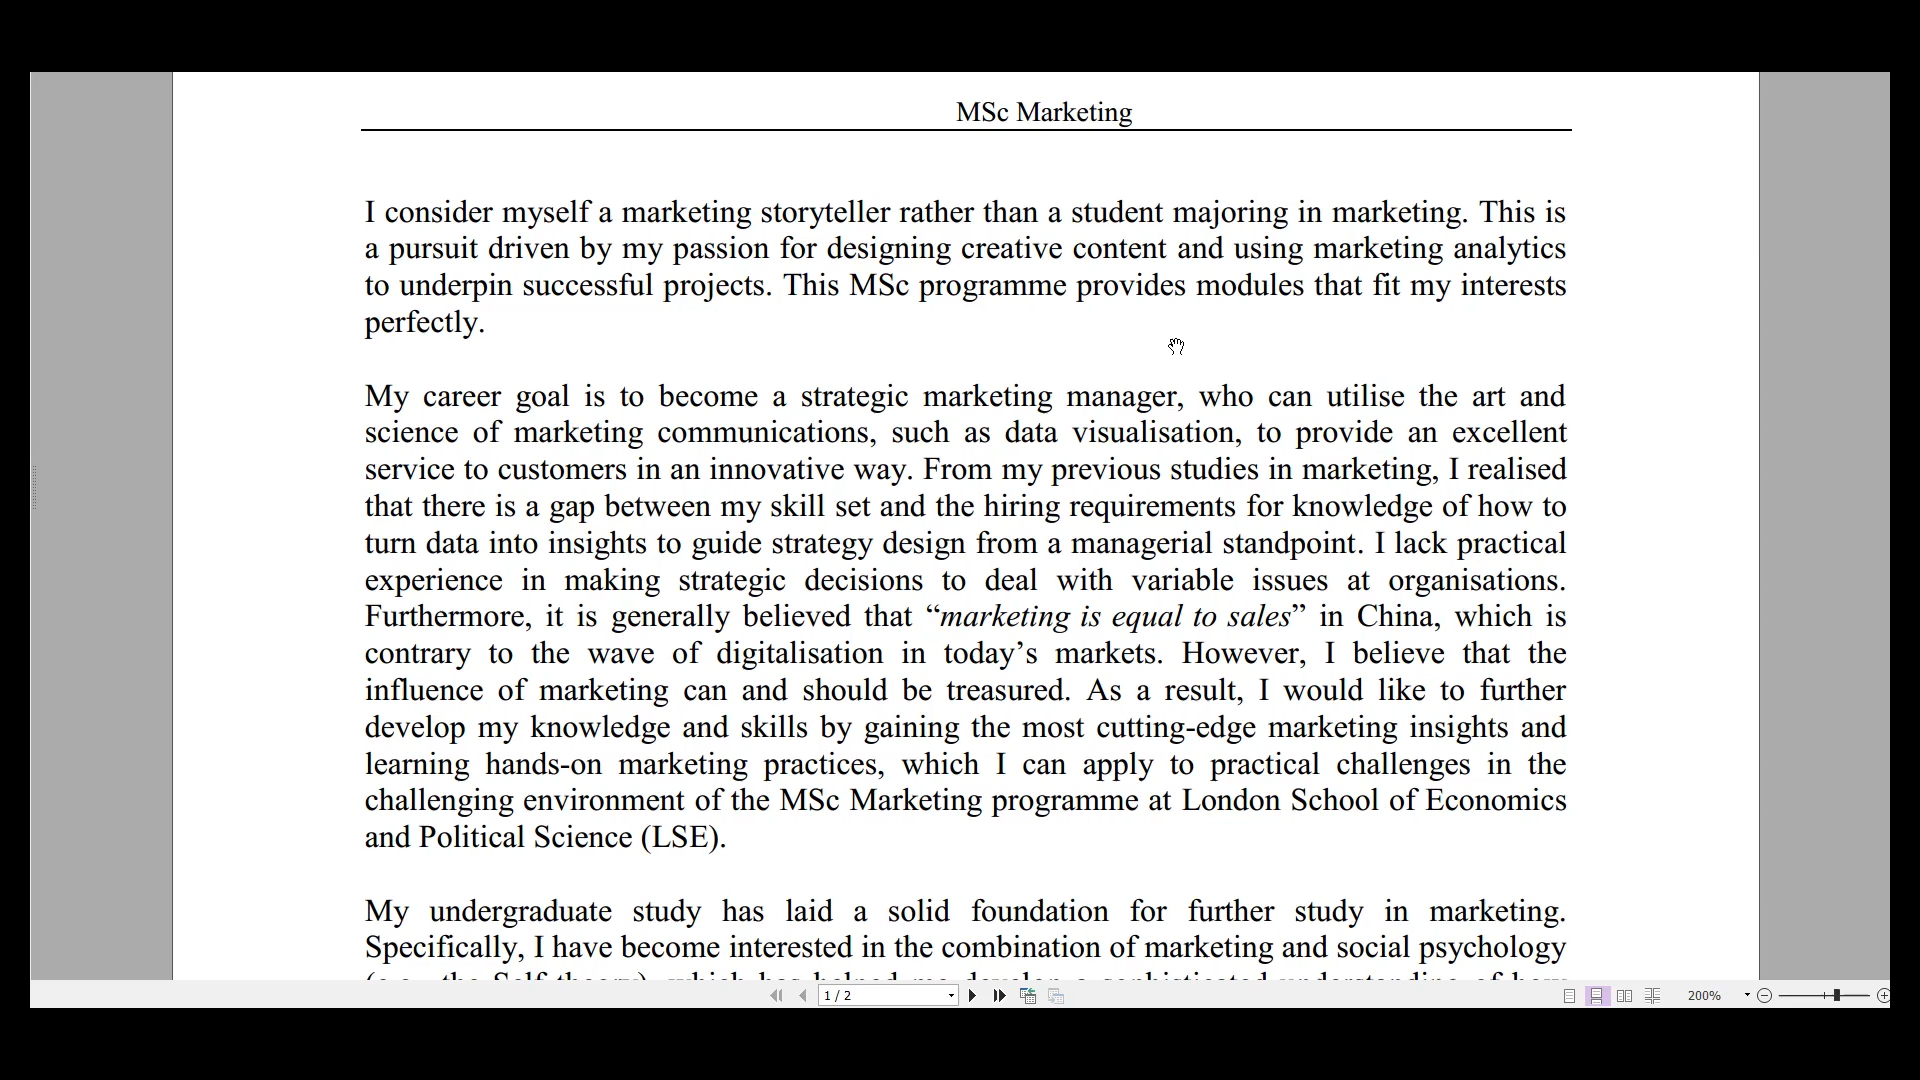 MSc Marketing
I consider myself a marketing storyteller rather than a student majoring in marketing. This is
a pursuit driven by my passion for designing creative content and using marketing analytics
to underpin successful projects. This MSc programme provides modules that fit my interests
perfectly.
My career goal is to become a strategic marketing manager, who can utilise the art and
science of marketing communications, such as data visualisation, to provide an excellent
service to customers in an innovative way. From my previous studies in marketing, I realised
that there is a gap between my skill set and the hiring requirements for knowledge of how to
turn data into insights to guide strategy design from a managerial standpoint. I lack practical
experience in making strategic decisions to deal with variable issues at organisations.
Furthermore, it is generally believed that “marketing is equal to sales” in China, which is
contrary to the wave of digitalisation in today’s markets. However, I believe that the
influence of marketing can and should be treasured. As a result, I would like to further
develop my knowledge and skills by gaining the most cutting-edge marketing insights and
learning hands-on marketing practices, which I can apply to practical challenges in the
challenging environment of the MSc Marketing programme at London School of Economics
and Political Science (LSE).
My undergraduate study has laid a solid foundation for further study in marketing.
Specifically, I have become interested in the combination of marketing and social psychology
1 / 2
200%